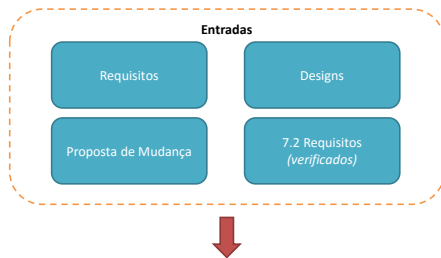 Entradas
Requisitos
Designs
Proposta de Mudança
7.2 Requisitos
(verificados)